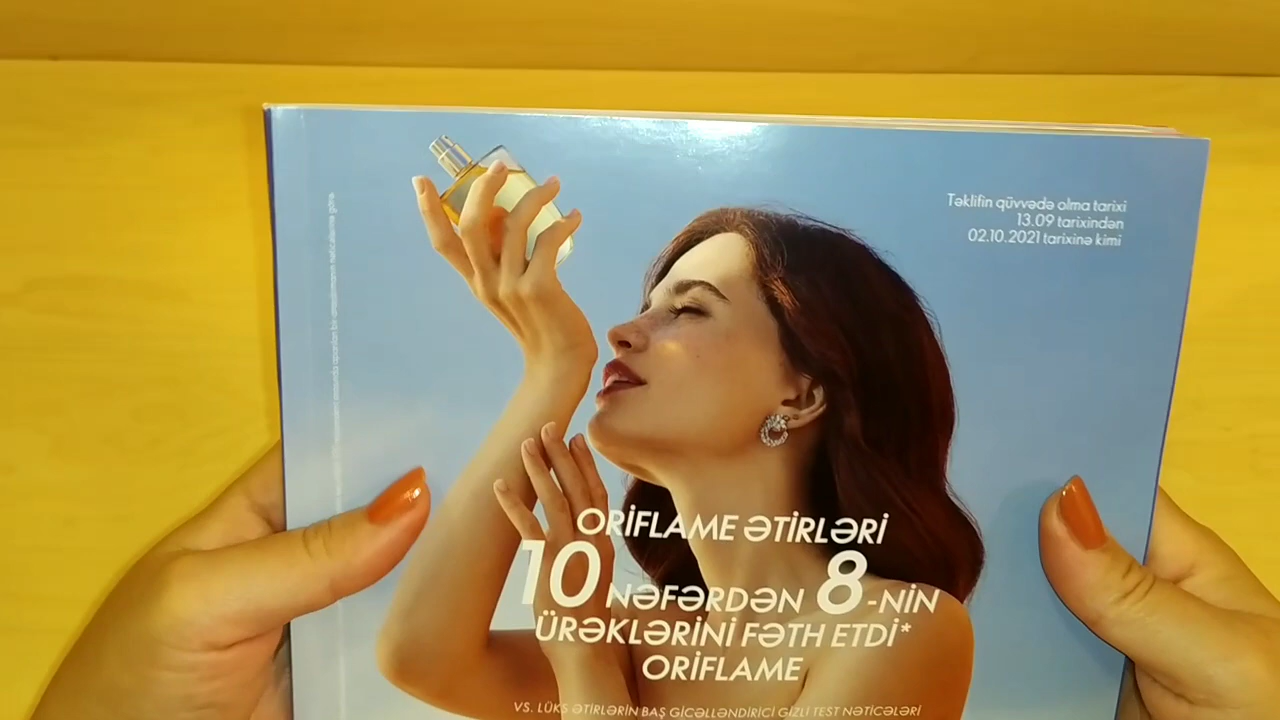 Təklifin qüvvədə olma tarixi
13.09 tarixindən
02.10.2021 tarixinə kimi
ORİFLAME ƏTİRLƏRİ
10 NƏFƏRDƏN 8-NİN
ÜRƏKLƏRİNİ FƏTH ETDİ*
ORİFLAME
VS. LÜKS ƏTİRLƏRİN BAŞ GİCƏLLƏNDİRİCİ GİZLİ TEST NƏTİCƏLƏRİ